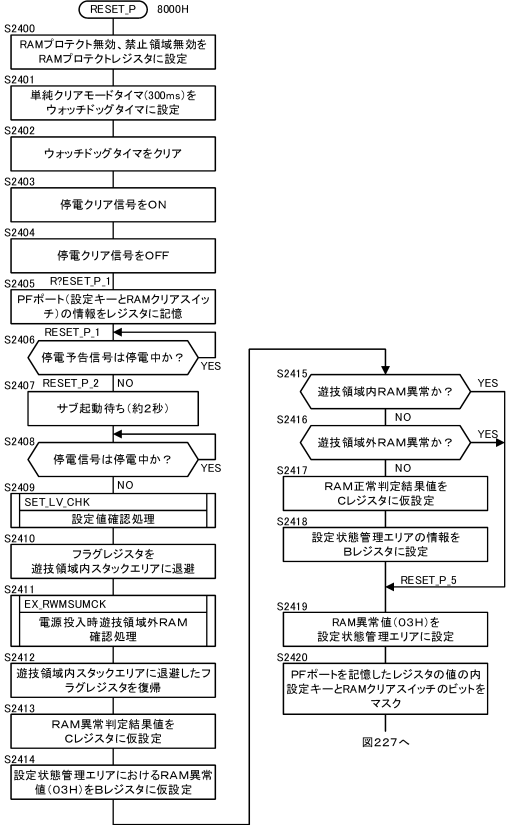 RESET_P 8000H
S2400
RAMプロテクト無効、禁止領域無効を
RAMプロテクトレジスタに設定
S2401
単純クリアモードタイマ(300ms)を
ウォッチドッグタイマに設定
S2402
ウォッチドッグタイマをクリア
S2403
停電クリア信号をON
S2404
停電クリア信号をOFF
S2405 R?ESET_P_1
PFポート(設定キーとRAMクリアスイッ
チ)の情報をレジスタに記憶
RESET_P_1
S2406
停電予告信号は停電中か?
YES
S2407 RESET_P_2 NO
サブ起動待ち(約2秒)
S2408
停電信号は停電中か?
YES
NO
S2409
SET_LV_CHK
設定値確認処理
S2410
フラグレジスタを
遊技領域内スタックエリアに退避
S2411
EX_RWMSUMCK
電源投入時遊技領域外RAM
確認処理
S2412
遊技領域内スタックエリアに退避したフ
ラグレジスタを復帰
S2413
RAM異常判定結果値を
Cレジスタに仮設定
S2414
設定状態管理エリアにおけるRAM異常
値(03H)をBレジスタに仮設定
S2415
遊技領域内RAM異常か?
YES
NO
S2416
遊技領域外RAM異常か?
YES
NO
S2417
RAM正常判定結果値を
Cレジスタに仮設定
S2418
設定状態管理エリアの情報を
Bレジスタに設定
RESET_P_5
S2419
RAM異常値(03H)を
設定状態管理エリアに設定
S2420
PFポートを記憶したレジスタの値の内
設定キーとRAMクリアスイッチのビットを
マスク
図227へ